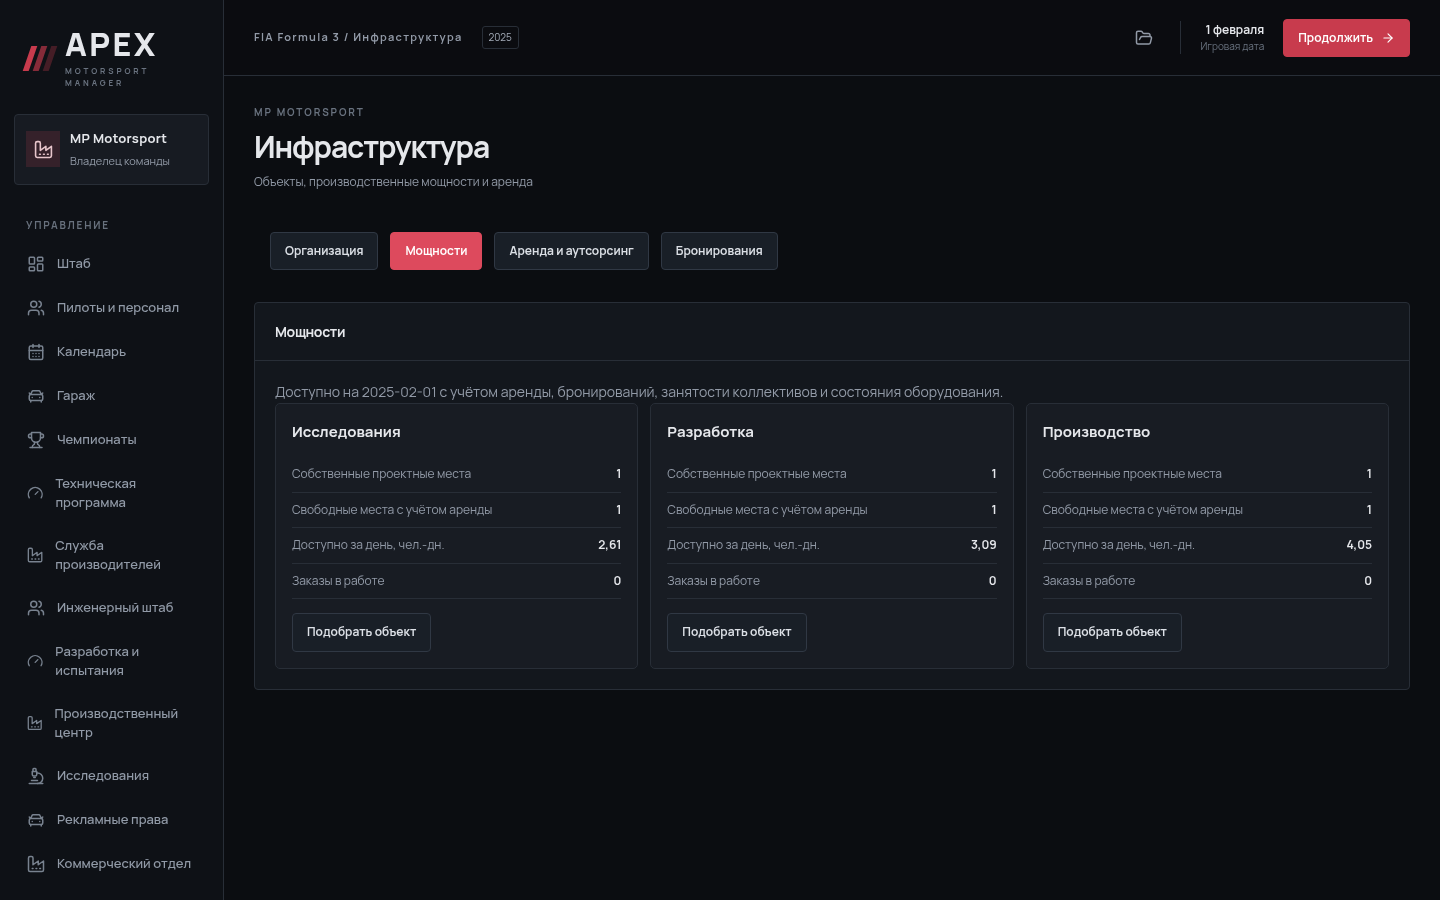 APEX
MOTORSPORT
MANAGER
MP Motorsport
Владелец команды
УПРАВЛЕНИЕ
Штаб
Пилоты и персонал
Календарь
Гараж
Чемпионаты
Техническая
программа
Служба
производителей
Инженерный штаб
Разработка и
испытания
Производственный
центр
Исследования
Рекламные права
Коммерческий отдел
FIA Formula 3 / Инфраструктура
2025
1 февраля
Игровая дата
Продолжить
MP MOTORSPORT
Инфраструктура
Объекты, производственные мощности и аренда
Организация
Мощности
Аренда и аутсорсинг
Бронирования
Мощности
Доступно на 2025-02-01 с учётом аренды, бронирований, занятости коллективов и состояния оборудования.
Исследования
Собственные проектные места 1
Свободные места с учётом аренды 1
Доступно за день, чел.-дн. 2,61
Заказы в работе 0
Подобрать объект
Разработка
Собственные проектные места 1
Свободные места с учётом аренды 1
Доступно за день, чел.-дн. 3,09
Заказы в работе 0
Подобрать объект
Производство
Собственные проектные места 1
Свободные места с учётом аренды 1
Доступно за день, чел.-дн. 4,05
Заказы в работе 0
Подобрать объект